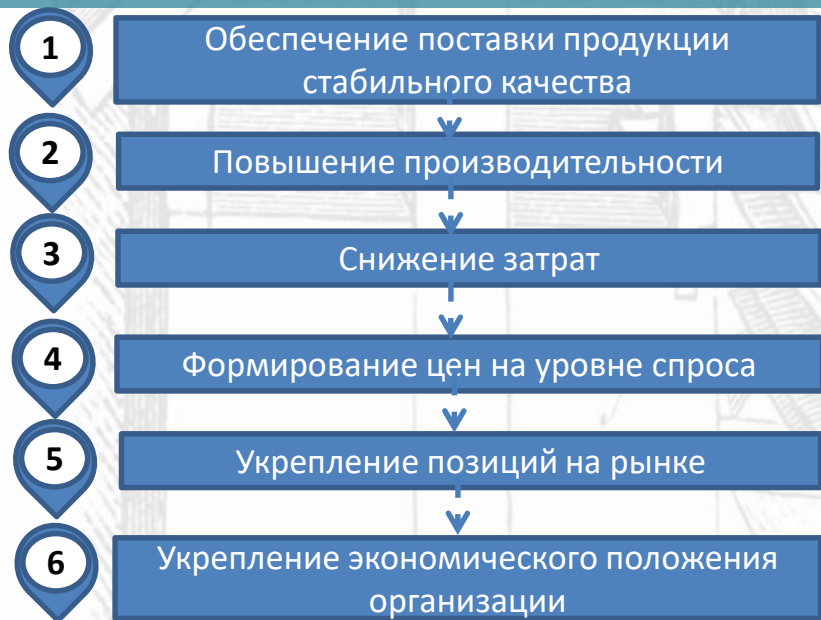 1
Обеспечение поставки продукции
стабильного качества
2
Повышение производительности
3
Снижение затрат
4
Формирование цен на уровне спроса
5
Укрепление позиций на рынке
6
Укрепление экономического положения
организации